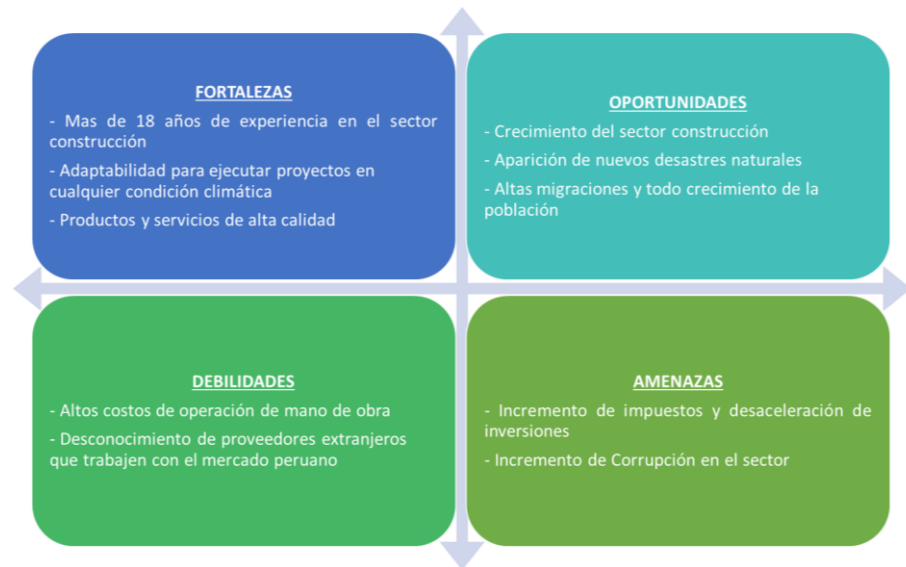 FORTALEZAS
- Mas de 18 años de experiencia en el sector
construcción
- Adaptabilidad para ejecutar proyectos en
cualquier condición climática
- Productos y servicios de alta calidad
OPORTUNIDADES
- Crecimiento del sector construcción
- Aparición de nuevos desastres naturales
- Altas migraciones y todo crecimiento de la
población
DEBILIDADES
- Altos costos de operación de mano de obra
- Desconocimiento de proveedores extranjeros
que trabajen con el mercado peruano
AMENAZAS
- Incremento de impuestos y desaceleración de
inversiones
- Incremento de Corrupción en el sector